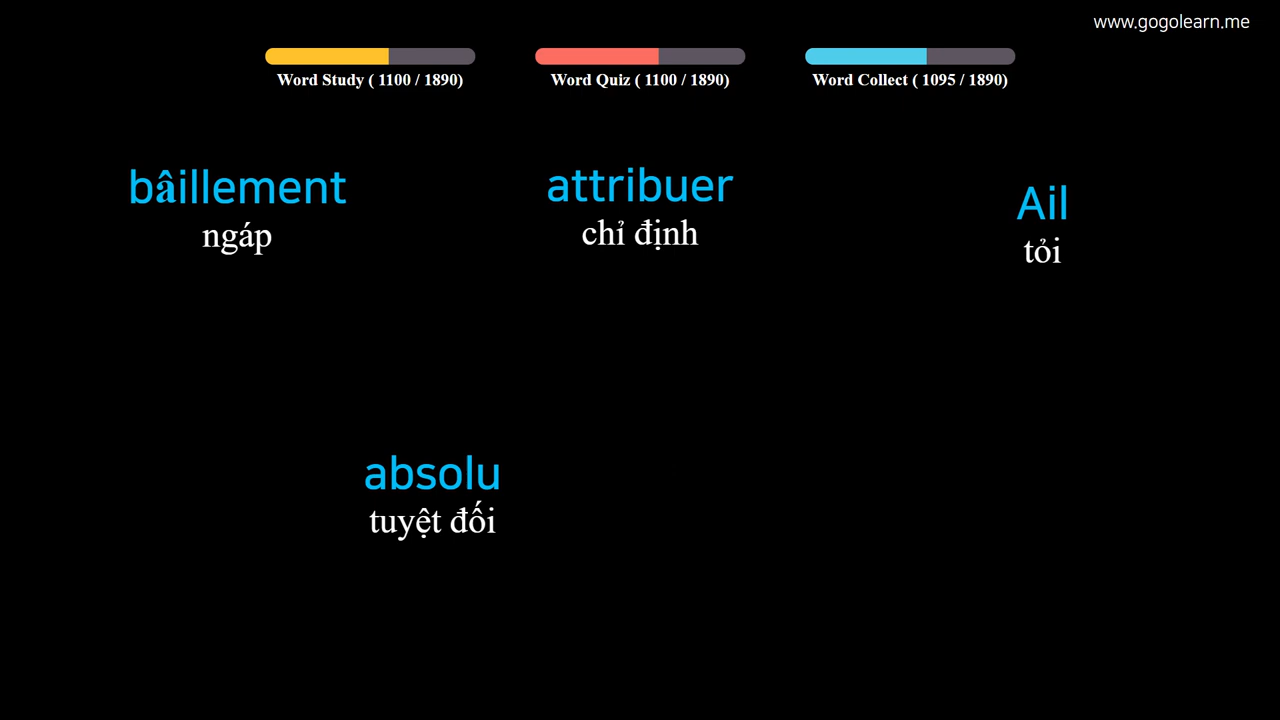 www.gogolearn.me
Word Study ( 1100 / 1890)
Word Quiz ( 1100 / 1890)
Word Collect ( 1095 / 1890)
bâillement
ngáp
attribuer
chỉ định
Ail
tỏi
absolu
tuyệt đối